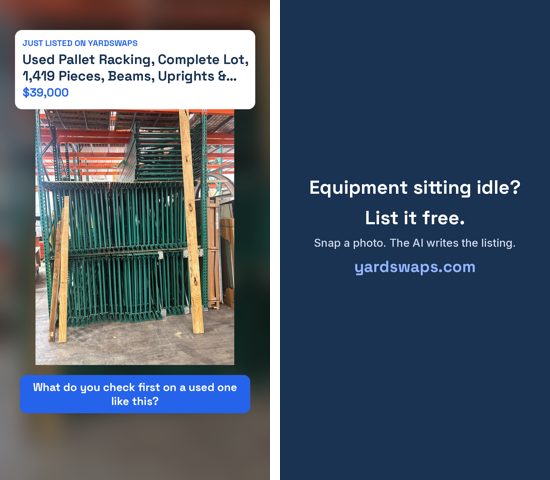 JUST LISTED ON YARDSWAPS
Used Pallet Racking, Complete Lot,
1,419 Pieces, Beams, Uprights &...
$39,000
What do you check first on a used one
like this?
Equipment sitting idle?
List it free.
Snap a photo. The AI writes the listing.
yardswaps.com